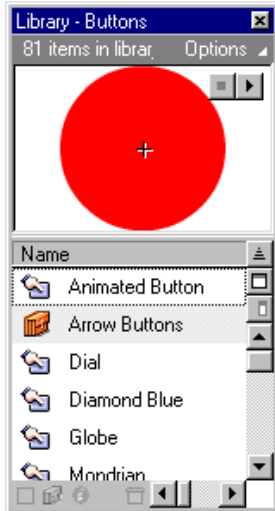 Library - Buttons
81 items in librar
Options
Name
Animated Button
Arrow Buttons
Dial
Diamond Blue
Globe
Mondrian